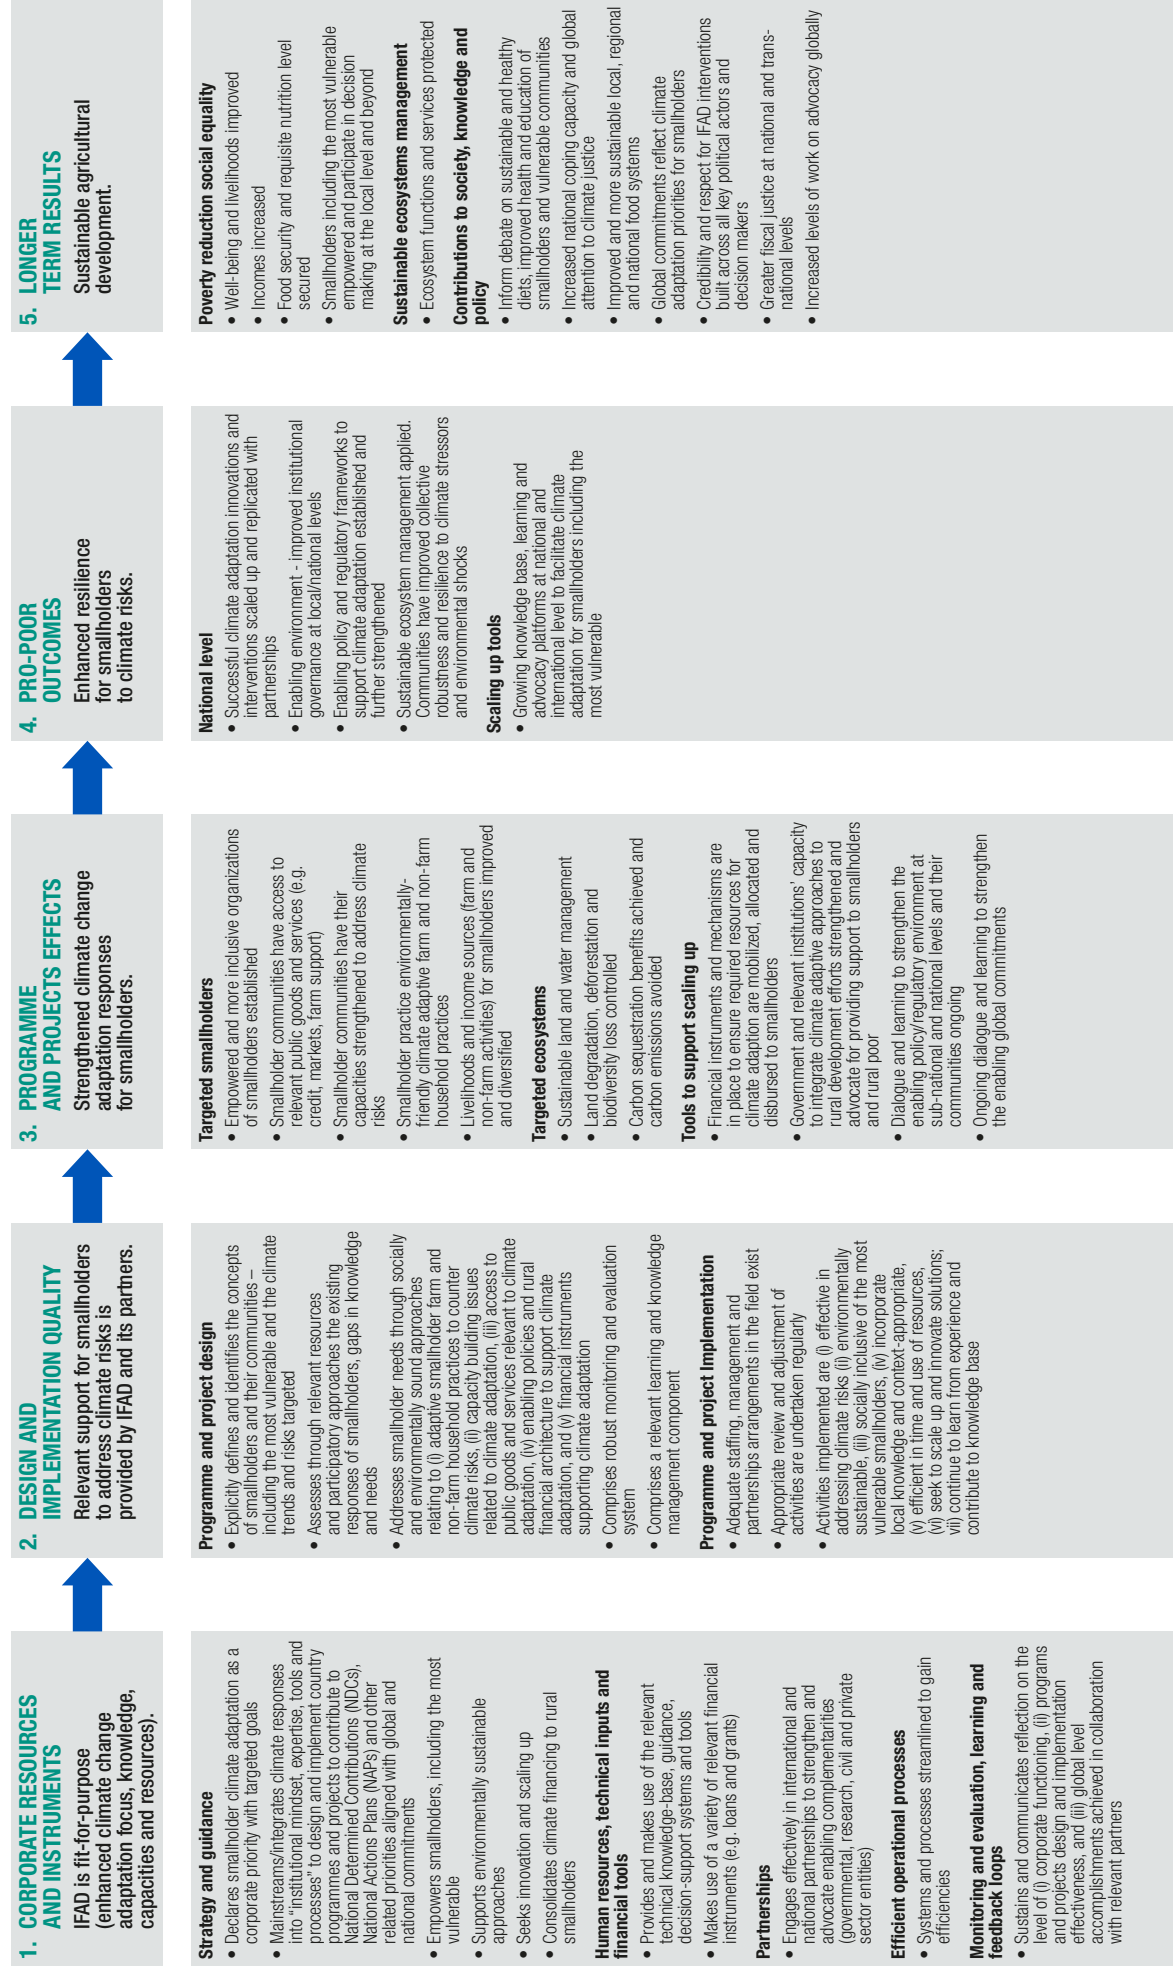 1. CORPORATE RESOURCES
AND INSTRUMENTS
IFAD is fit-for-purpose
(enhanced climate change
adaptation focus, knowledge,
capacities and resources).
Strategy and guidance
• Declares smallholder climate adaptation as a
corporate priority with targeted goals
• Mainstreams/integrates climate responses
into "institutional mindset, expertise, tools and
processes" to design and implement country
programmes and projects to contribute to
National Determined Contributions (NDCs),
National Actions Plans (NAPs) and other
related priorities aligned with global and
national commitments
• Empowers smallholders, including the most
vulnerable
• Supports environmentally sustainable
approaches
• Seeks innovation and scaling up
• Consolidates climate financing to rural
smallholders
Human resources, technical inputs and
financial tools
• Provides and makes use of the relevant
technical knowledge-base, guidance,
decision-support systems and tools
• Makes use of a variety of relevant financial
instruments (e.g. loans and grants)
Partnerships
• Engages effectively in international and
national partnerships to strengthen and
advocate enabling complementarities
(governmental, research, civil and private
sector entities)
Efficient operational processes
• Systems and processes streamlined to gain
efficiencies
Monitoring and evaluation, learning and
feedback loops
• Sustains and communicates reflection on the
level of (i) corporate functioning, (ii) programs
and projects design and implementation
effectiveness, and (iii) global level
accomplishments achieved in collaboration
with relevant partners
2. DESIGN AND
IMPLEMENTATION QUALITY
Relevant support for smallholders
to address climate risks is
provided by IFAD and its partners.
Programme and project design
• Explicity defines and identifies the concepts
of smallholders and their communities –
including the most vulnerable and the climate
trends and risks targeted
• Assesses through relevant resources
and participatory approaches the existing
responses of smallholders, gaps in knowledge
and needs
• Addresses smallholder needs through socially
and environmentally sound approaches
relating to (i) adaptive smallholder farm and
non-farm household practices to counter
climate risks, (ii) capacity building issues
related to climate adaptation, (iii) access to
public goods and services relevant to climate
adaptation, (iv) enabling policies and rural
financial architecture to support climate
adaptation, and (v) financial instruments
supporting climate adaptation
• Comprises robust monitoring and evaluation
system
• Comprises a relevant learning and knowledge
management component
Programme and project Implementation
• Adequate staffing, management and
partnerships arrangements in the field exist
• Appropriate review and adjustment of
activities are undertaken regularly
• Activities implemented are (i) effective in
addressing climate risks (ii) environmentally
sustainable, (iii) socially inclusive of the most
vulnerable smallholders, (iv) incorporate
local knowledge and context-appropriate,
(v) efficient in time and use of resources,
(vi) seek to scale up and innovate solutions;
vii) continue to learn from experience and
contribute to knowledge base
3. PROGRAMME
AND PROJECTS EFFECTS
Strengthened climate change
adaptation responses
for smallholders.
Targeted smallholders
• Empowered and more inclusive organizations
of smallholders established
• Smallholder communities have access to
relevant public goods and services (e.g.
credit, markets, farm support)
• Smallholder communities have their
capacities strengthened to address climate
risks
• Smallholder practice environmentally-
friendly climate adaptive farm and non-farm
household practices
• Livelihoods and income sources (farm and
non-farm activities) for smallholders improved
and diversified
Targeted ecosystems
• Sustainable land and water management
• Land degradation, deforestation and
biodiversity loss controlled
• Carbon sequestration benefits achieved and
carbon emissions avoided
Tools to support scaling up
• Financial instruments and mechanisms are
in place to ensure required resources for
climate adaption are mobilized, allocated and
disbursed to smallholders
• Government and relevant institutions' capacity
to integrate climate adaptive approaches to
rural development efforts strengthened and
advocate for providing support to smallholders
and rural poor
• Dialogue and learning to strengthen the
enabling policy/regulatory environment at
sub-national and national levels and their
communities ongoing
• Ongoing dialogue and learning to strengthen
the enabling global commitments
4. PRO-POOR
OUTCOMES
Enhanced resilience
for smallholders
to climate risks.
National level
• Successful climate adaptation innovations and
interventions scaled up and replicated with
partnerships
• Enabling environment - improved institutional
governance at local/national levels
• Enabling policy and regulatory frameworks to
support climate adaptation established and
further strengthened
• Sustainable ecosystem management applied.
Communities have improved collective
robustness and resilience to climate stressors
and environmental shocks
Scaling up tools
• Growing knowledge base, learning and
advocacy platforms at national and
international level to facilitate climate
adaptation for smallholders including the
most vulnerable
5. LONGER
TERM RESULTS
Sustainable agricultural
development.
Poverty reduction social equality
• Well-being and livelihoods improved
• Incomes increased
• Food security and requisite nutrition level
secured
• Smallholders including the most vulnerable
empowered and participate in decision
making at the local level and beyond
Sustainable ecosystems management
• Ecosystem functions and services protected
Contributions to society, knowledge and
policy
• Inform debate on sustainable and healthy
diets, improved health and education of
smallholders and vulnerable communities
• Increased national coping capacity and global
attention to climate justice
• Improved and more sustainable local, regional
and national food systems
• Global commitments reflect climate
adaptation priorities for smallholders
• Credibility and respect for IFAD interventions
built across all key political actors and
decision makers
• Greater fiscal justice at national and trans-
national levels
• Increased levels of work on advocacy globally